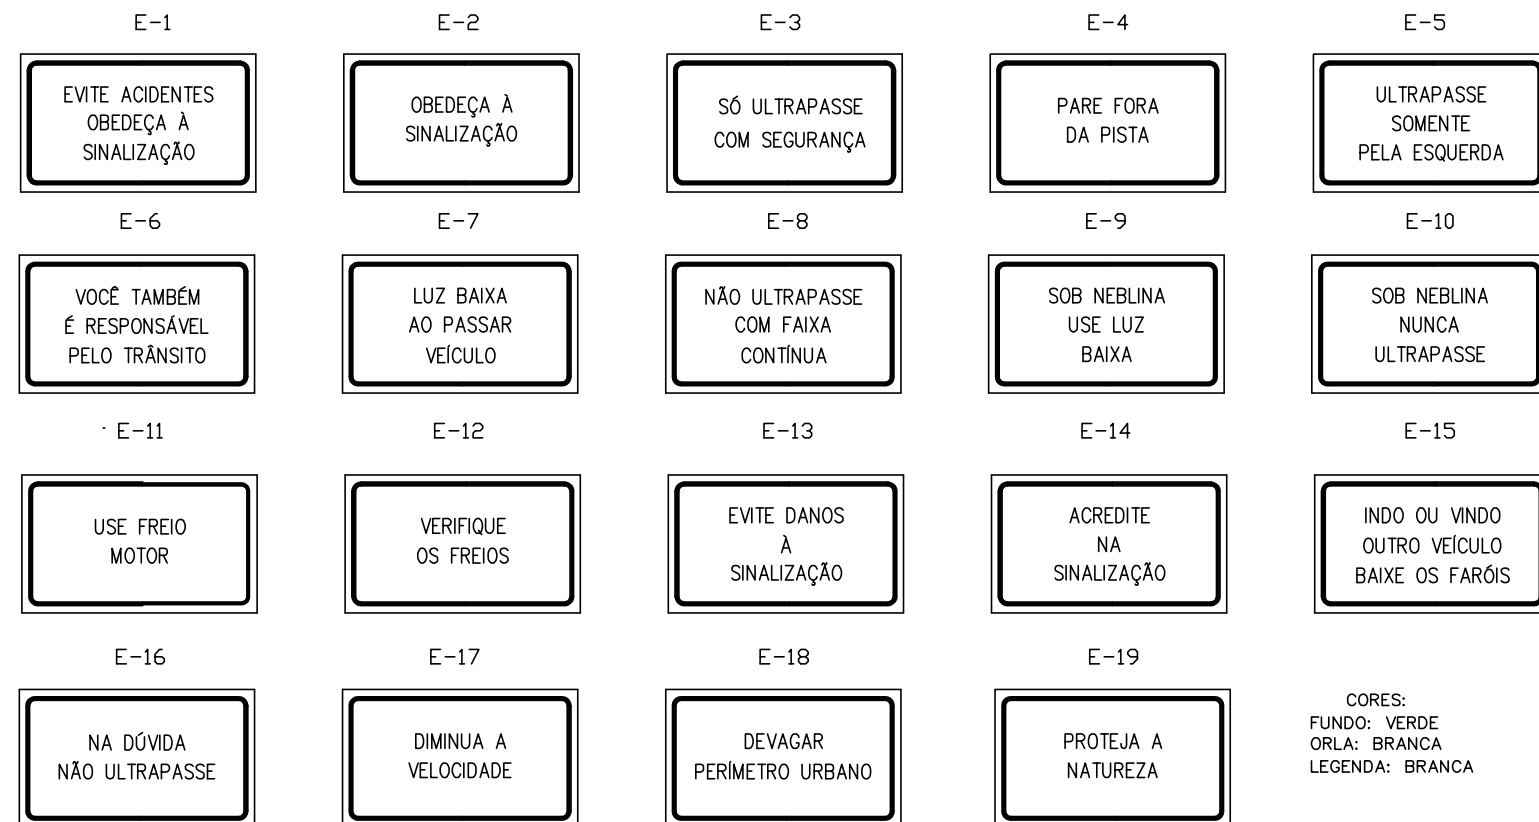 E-1
EVITE ACIDENTES
OBEDEÇA À
SINALIZAÇÃO
E-2
OBEDEÇA À
SINALIZAÇÃO
E-3
SÓ ULTRAPASSE
COM SEGURANÇA
E-4
PARE FORA
DA PISTA
E-5
ULTRAPASSE
SOMENTE
PELA ESQUERDA
E-6
VOCÊ TAMBÉM
É RESPONSÁVEL
PELO TRÂNSITO
E-7
LUZ BAIXA
AO PASSAR
VEÍCULO
E-8
NÃO ULTRAPASSE
COM FAIXA
CONTÍNUA
E-9
SOB NEBLINA
USE LUZ
BAIXA
E-10
SOB NEBLINA
NUNCA
ULTRAPASSE
E-11
USE FREIO
MOTOR
E-12
VERIFIQUE
OS FREIOS
E-13
EVITE DANOS
À
SINALIZAÇÃO
E-14
ACREDITE
NA
SINALIZAÇÃO
E-15
INDO OU VINDO
OUTRO VEÍCULO
BAIXE OS FARÓIS
E-16
NA DÚVIDA
NÃO ULTRAPASSE
E-17
DIMINUA A
VELOCIDADE
E-18
DEVAGAR
PERÍMETRO URBANO
E-19
PROTEJA A
NATUREZA
CORES:
FUNDO: VERDE
ORLA: BRANCA
LEGENDA: BRANCA